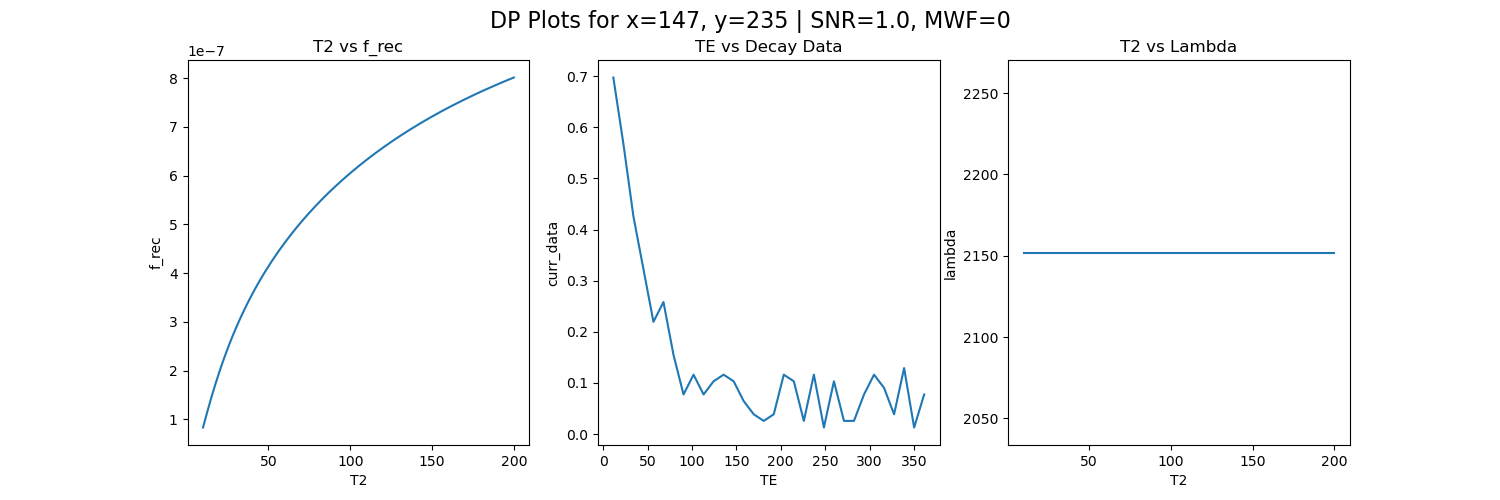 DP Plots for x=147, y=235 | SNR=1.0, MWF=0
T2 vs f_rec
1e−7
8
7
6
5
4
3
2
1
f_rec
50 100 150 200
T2
TE vs Decay Data
0.7
0.6
0.5
0.4
0.3
0.2
0.1
0.0
curr_data
0 50 100 150 200 250 300 350
TE
T2 vs Lambda
2250
2200
2150
2100
2050
lambda
50 100 150 200
T2